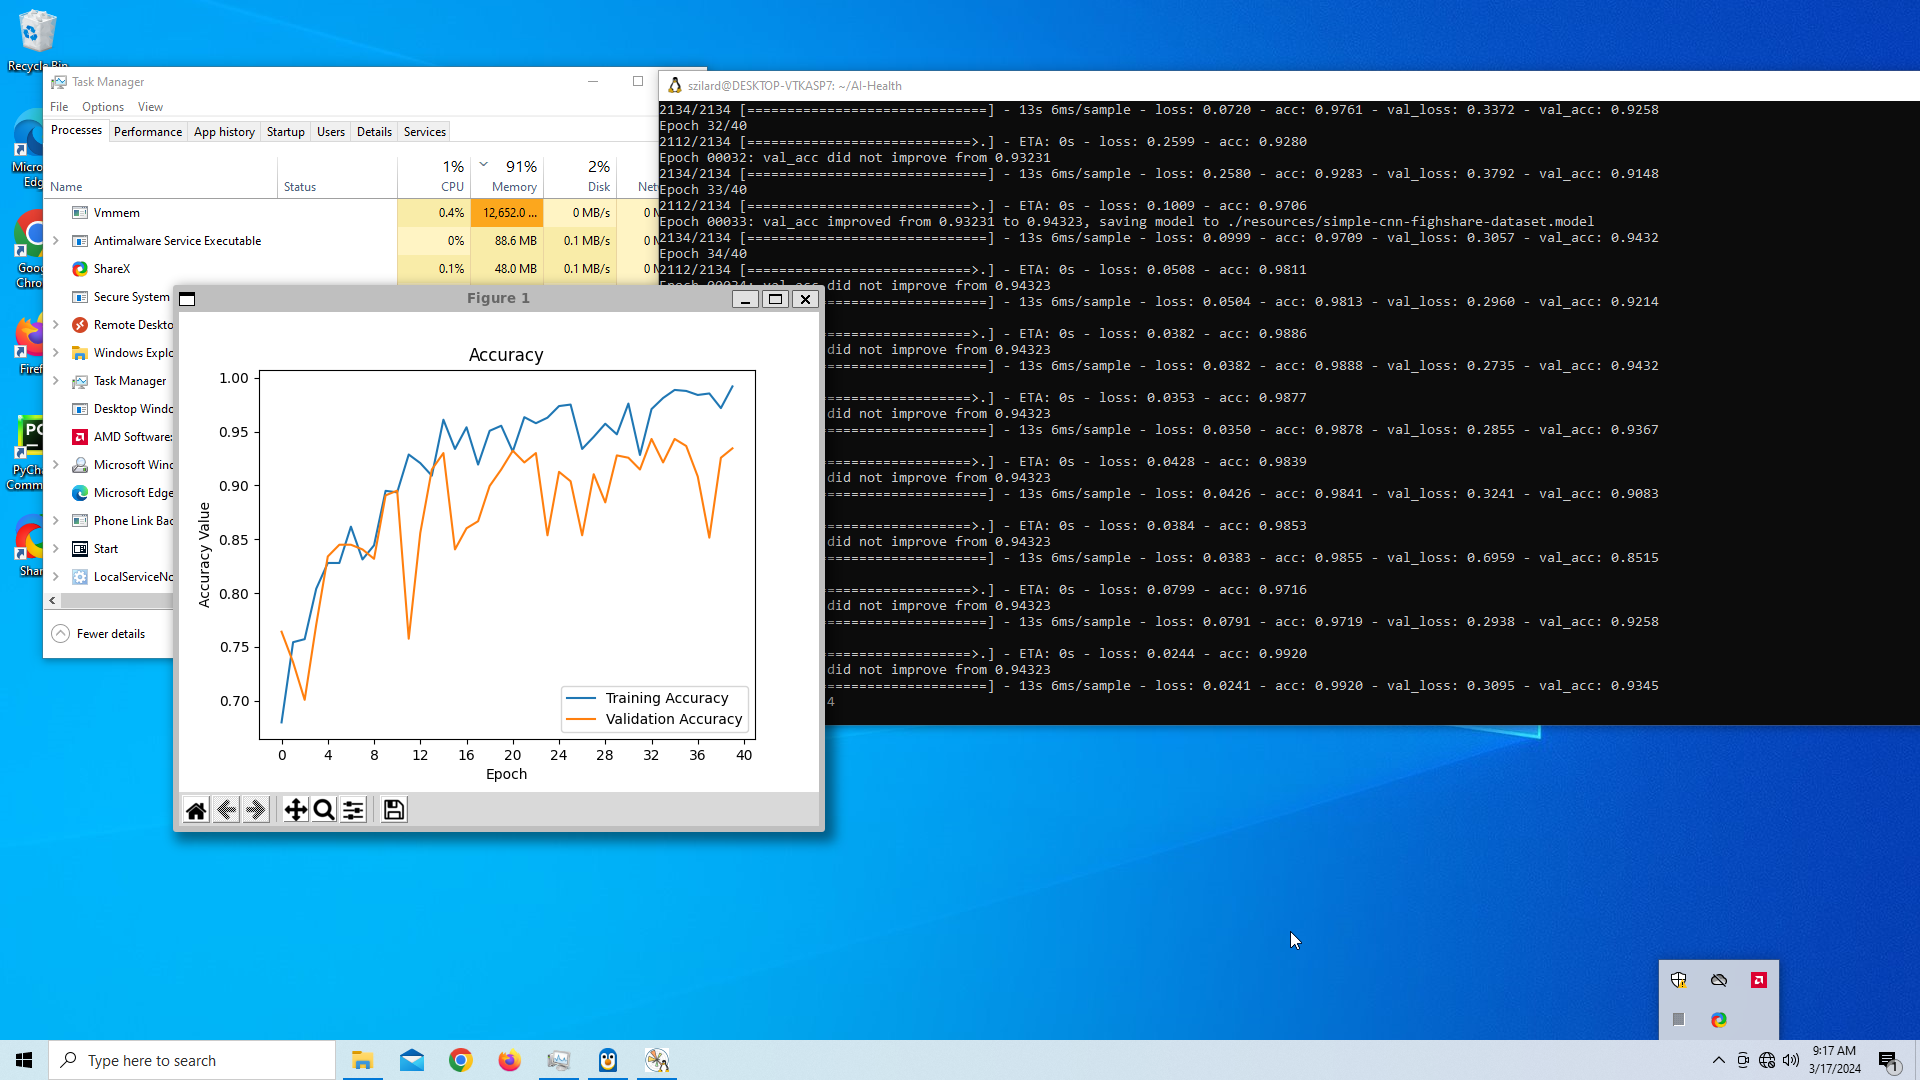 Recycle Bin
Task Manager
File Options View
Processes Performance App history Startup Users Details Services
1% 91% 2%
Name Status CPU Memory Disk Net
Vmmem 0.4% 12,652.0 ... 0 MB/s
Antimalware Service Executable 0% 88.6 MB 0.1 MB/s
ShareX 0.1% 48.0 MB 0.1 MB/s
Secure System
Remote Deskto
Windows Explo
Task Manager
Desktop Windo
AMD Software:
Microsoft Wind
Microsoft Edge
Phone Link Bac
Start
LocalServiceNo
Fewer details
szilard@DESKTOP-VTKASP7: ~/AI-Health
2134/2134 [==============================] - 13s 6ms/sample - loss: 0.0720 - acc: 0.9761 - val_loss: 0.3372 - val_acc: 0.9258
Epoch 32/40
2112/2134 [============================>.] - ETA: 0s - loss: 0.2599 - acc: 0.9280
Epoch 00032: val_acc did not improve from 0.93231
2134/2134 [==============================] - 13s 6ms/sample - loss: 0.2580 - acc: 0.9283 - val_loss: 0.3792 - val_acc: 0.9148
Epoch 33/40
2112/2134 [============================>.] - ETA: 0s - loss: 0.1009 - acc: 0.9706
Epoch 00033: val_acc improved from 0.93231 to 0.94323, saving model to ./resources/simple-cnn-fighshare-dataset.model
2134/2134 [==============================] - 13s 6ms/sample - loss: 0.0999 - acc: 0.9709 - val_loss: 0.3057 - val_acc: 0.9432
Epoch 34/40
2112/2134 [============================>.] - ETA: 0s - loss: 0.0508 - acc: 0.9811
Epoch 00034: val_acc did not improve from 0.94323
====================] - 13s 6ms/sample - loss: 0.0504 - acc: 0.9813 - val_loss: 0.2960 - val_acc: 0.9214
==================>.] - ETA: 0s - loss: 0.0382 - acc: 0.9886
did not improve from 0.94323
====================] - 13s 6ms/sample - loss: 0.0382 - acc: 0.9888 - val_loss: 0.2735 - val_acc: 0.9432
==================>.] - ETA: 0s - loss: 0.0353 - acc: 0.9877
did not improve from 0.94323
====================] - 13s 6ms/sample - loss: 0.0350 - acc: 0.9878 - val_loss: 0.2855 - val_acc: 0.9367
==================>.] - ETA: 0s - loss: 0.0428 - acc: 0.9839
did not improve from 0.94323
====================] - 13s 6ms/sample - loss: 0.0426 - acc: 0.9841 - val_loss: 0.3241 - val_acc: 0.9083
==================>.] - ETA: 0s - loss: 0.0384 - acc: 0.9853
did not improve from 0.94323
====================] - 13s 6ms/sample - loss: 0.0383 - acc: 0.9855 - val_loss: 0.6959 - val_acc: 0.8515
==================>.] - ETA: 0s - loss: 0.0799 - acc: 0.9716
did not improve from 0.94323
====================] - 13s 6ms/sample - loss: 0.0791 - acc: 0.9719 - val_loss: 0.2938 - val_acc: 0.9258
==================>.] - ETA: 0s - loss: 0.0244 - acc: 0.9920
did not improve from 0.94323
====================] - 13s 6ms/sample - loss: 0.0241 - acc: 0.9920 - val_loss: 0.3095 - val_acc: 0.9345
4
Figure 1
Accuracy
1.00
0.95
0.90
0.85
0.80
0.75
0.70
Accuracy Value
Training Accuracy
Validation Accuracy
0 4 8 12 16 20 24 28 32 36 40
Epoch
Micros
Edg
Goog
Chro
Firef
PyCha
Comm
Shar
Type here to search
9:17 AM
3/17/2024
1